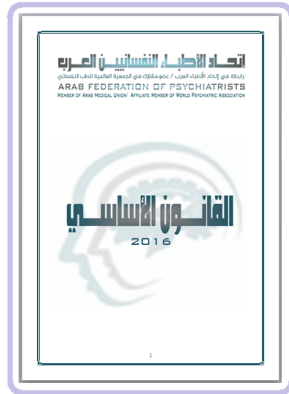 اتحاد الأطباء النفسانيين العرب
رابطة في إتحاد الأطباء العرب / عضو مشارك في الجمعية العالمية للطب النفساني
ARAB FEDERATION OF PSYCHIATRISTS
MEMBER OF ARAB MEDICAL UNION/ AFFILIATE MEMBER OF WORLD PSYCHIATRIC ASSOCIATION
القانون الأساسي
2016
1